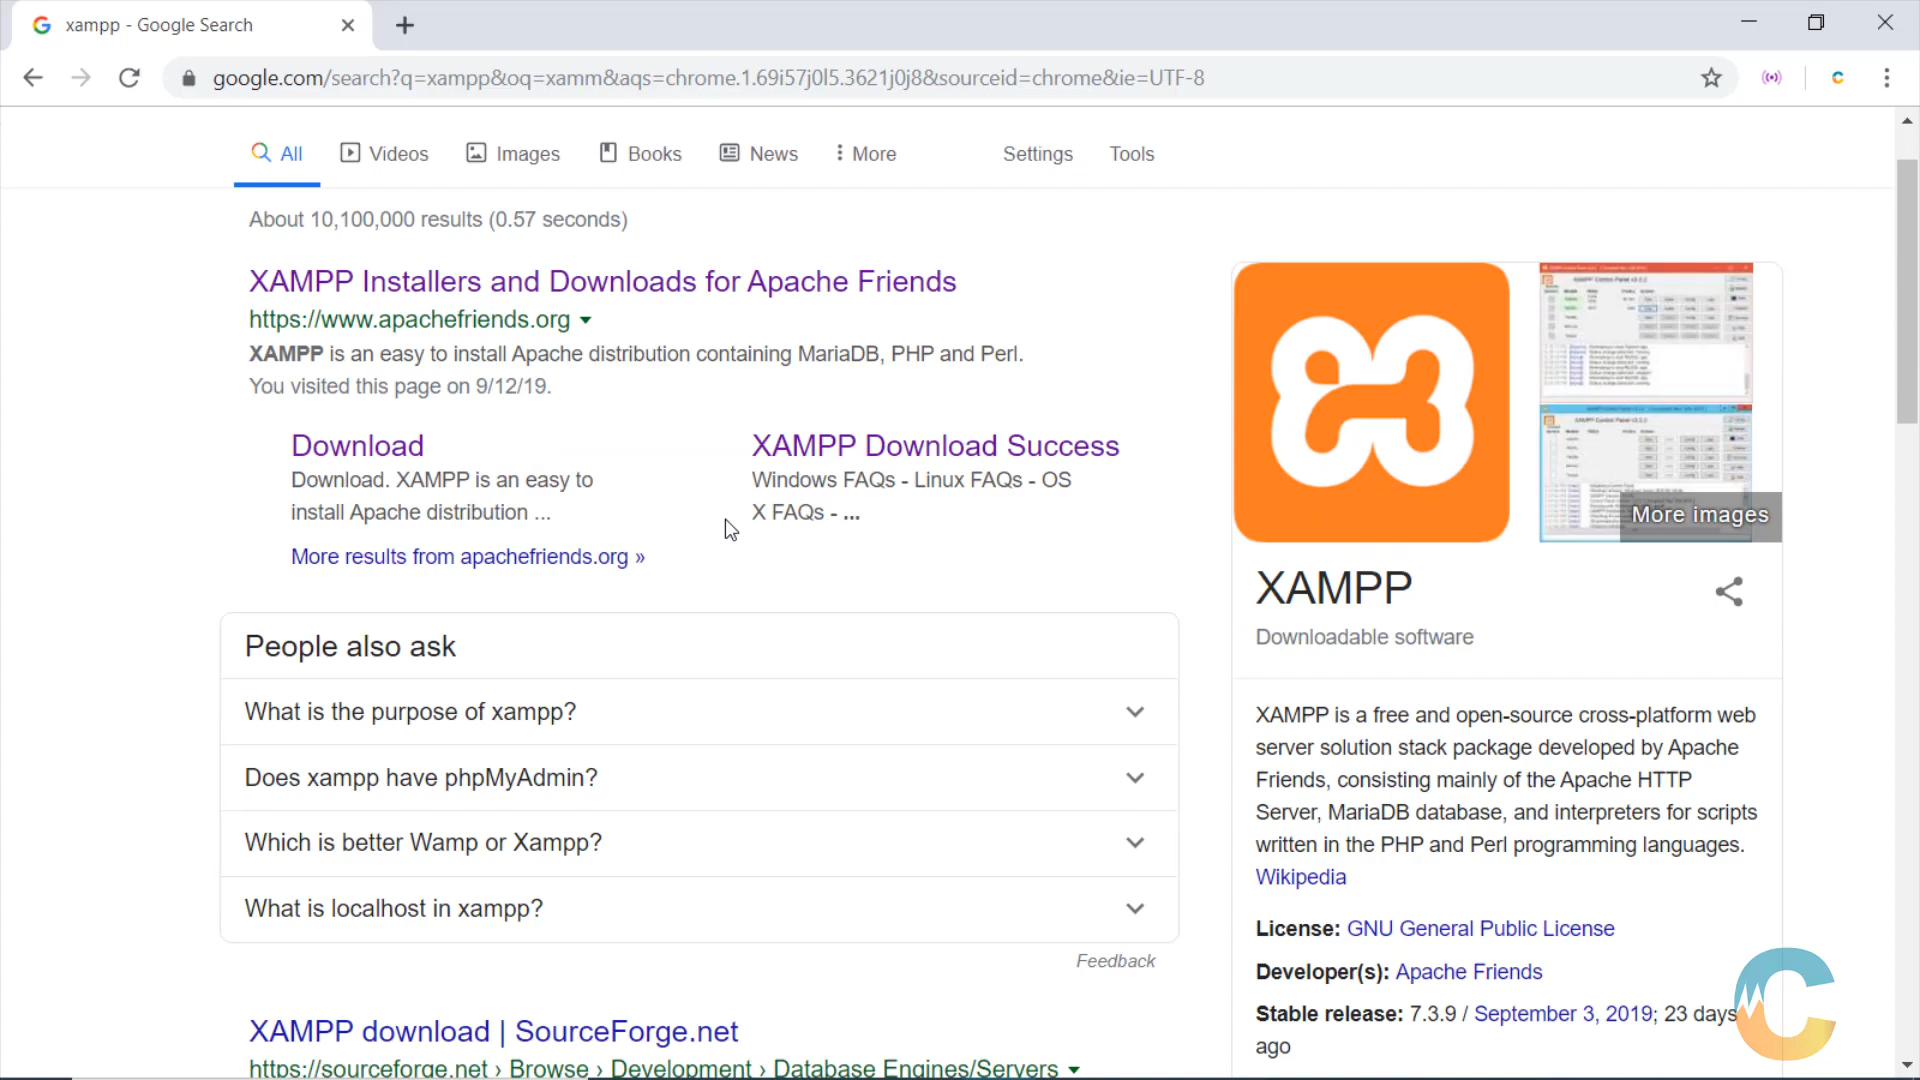 xampp - Google Search
google.com/search?q=xampp&oq=xamm&aqs=chrome.1.69i57j0l5.3621j0j8&sourceid=chrome&ie=UTF-8
All Videos Images Books News More Settings Tools
About 10,100,000 results (0.57 seconds)
XAMPP Installers and Downloads for Apache Friends
https://www.apachefriends.org
XAMPP is an easy to install Apache distribution containing MariaDB, PHP and Perl.
You visited this page on 9/12/19.
Download
Download. XAMPP is an easy to
install Apache distribution ...
XAMPP Download Success
Windows FAQs - Linux FAQs - OS
X FAQs - ...
More results from apachefriends.org »
People also ask
What is the purpose of xampp?
Does xampp have phpMyAdmin?
Which is better Wamp or Xampp?
What is localhost in xampp?
Feedback
XAMPP download | SourceForge.net
https://sourceforge.net › Browse › Development › Database Engines/Servers
More images
XAMPP
Downloadable software
XAMPP is a free and open-source cross-platform web
server solution stack package developed by Apache
Friends, consisting mainly of the Apache HTTP
Server, MariaDB database, and interpreters for scripts
written in the PHP and Perl programming languages.
Wikipedia
License: GNU General Public License
Developer(s): Apache Friends
Stable release: 7.3.9 / September 3, 2019; 23 days
ago